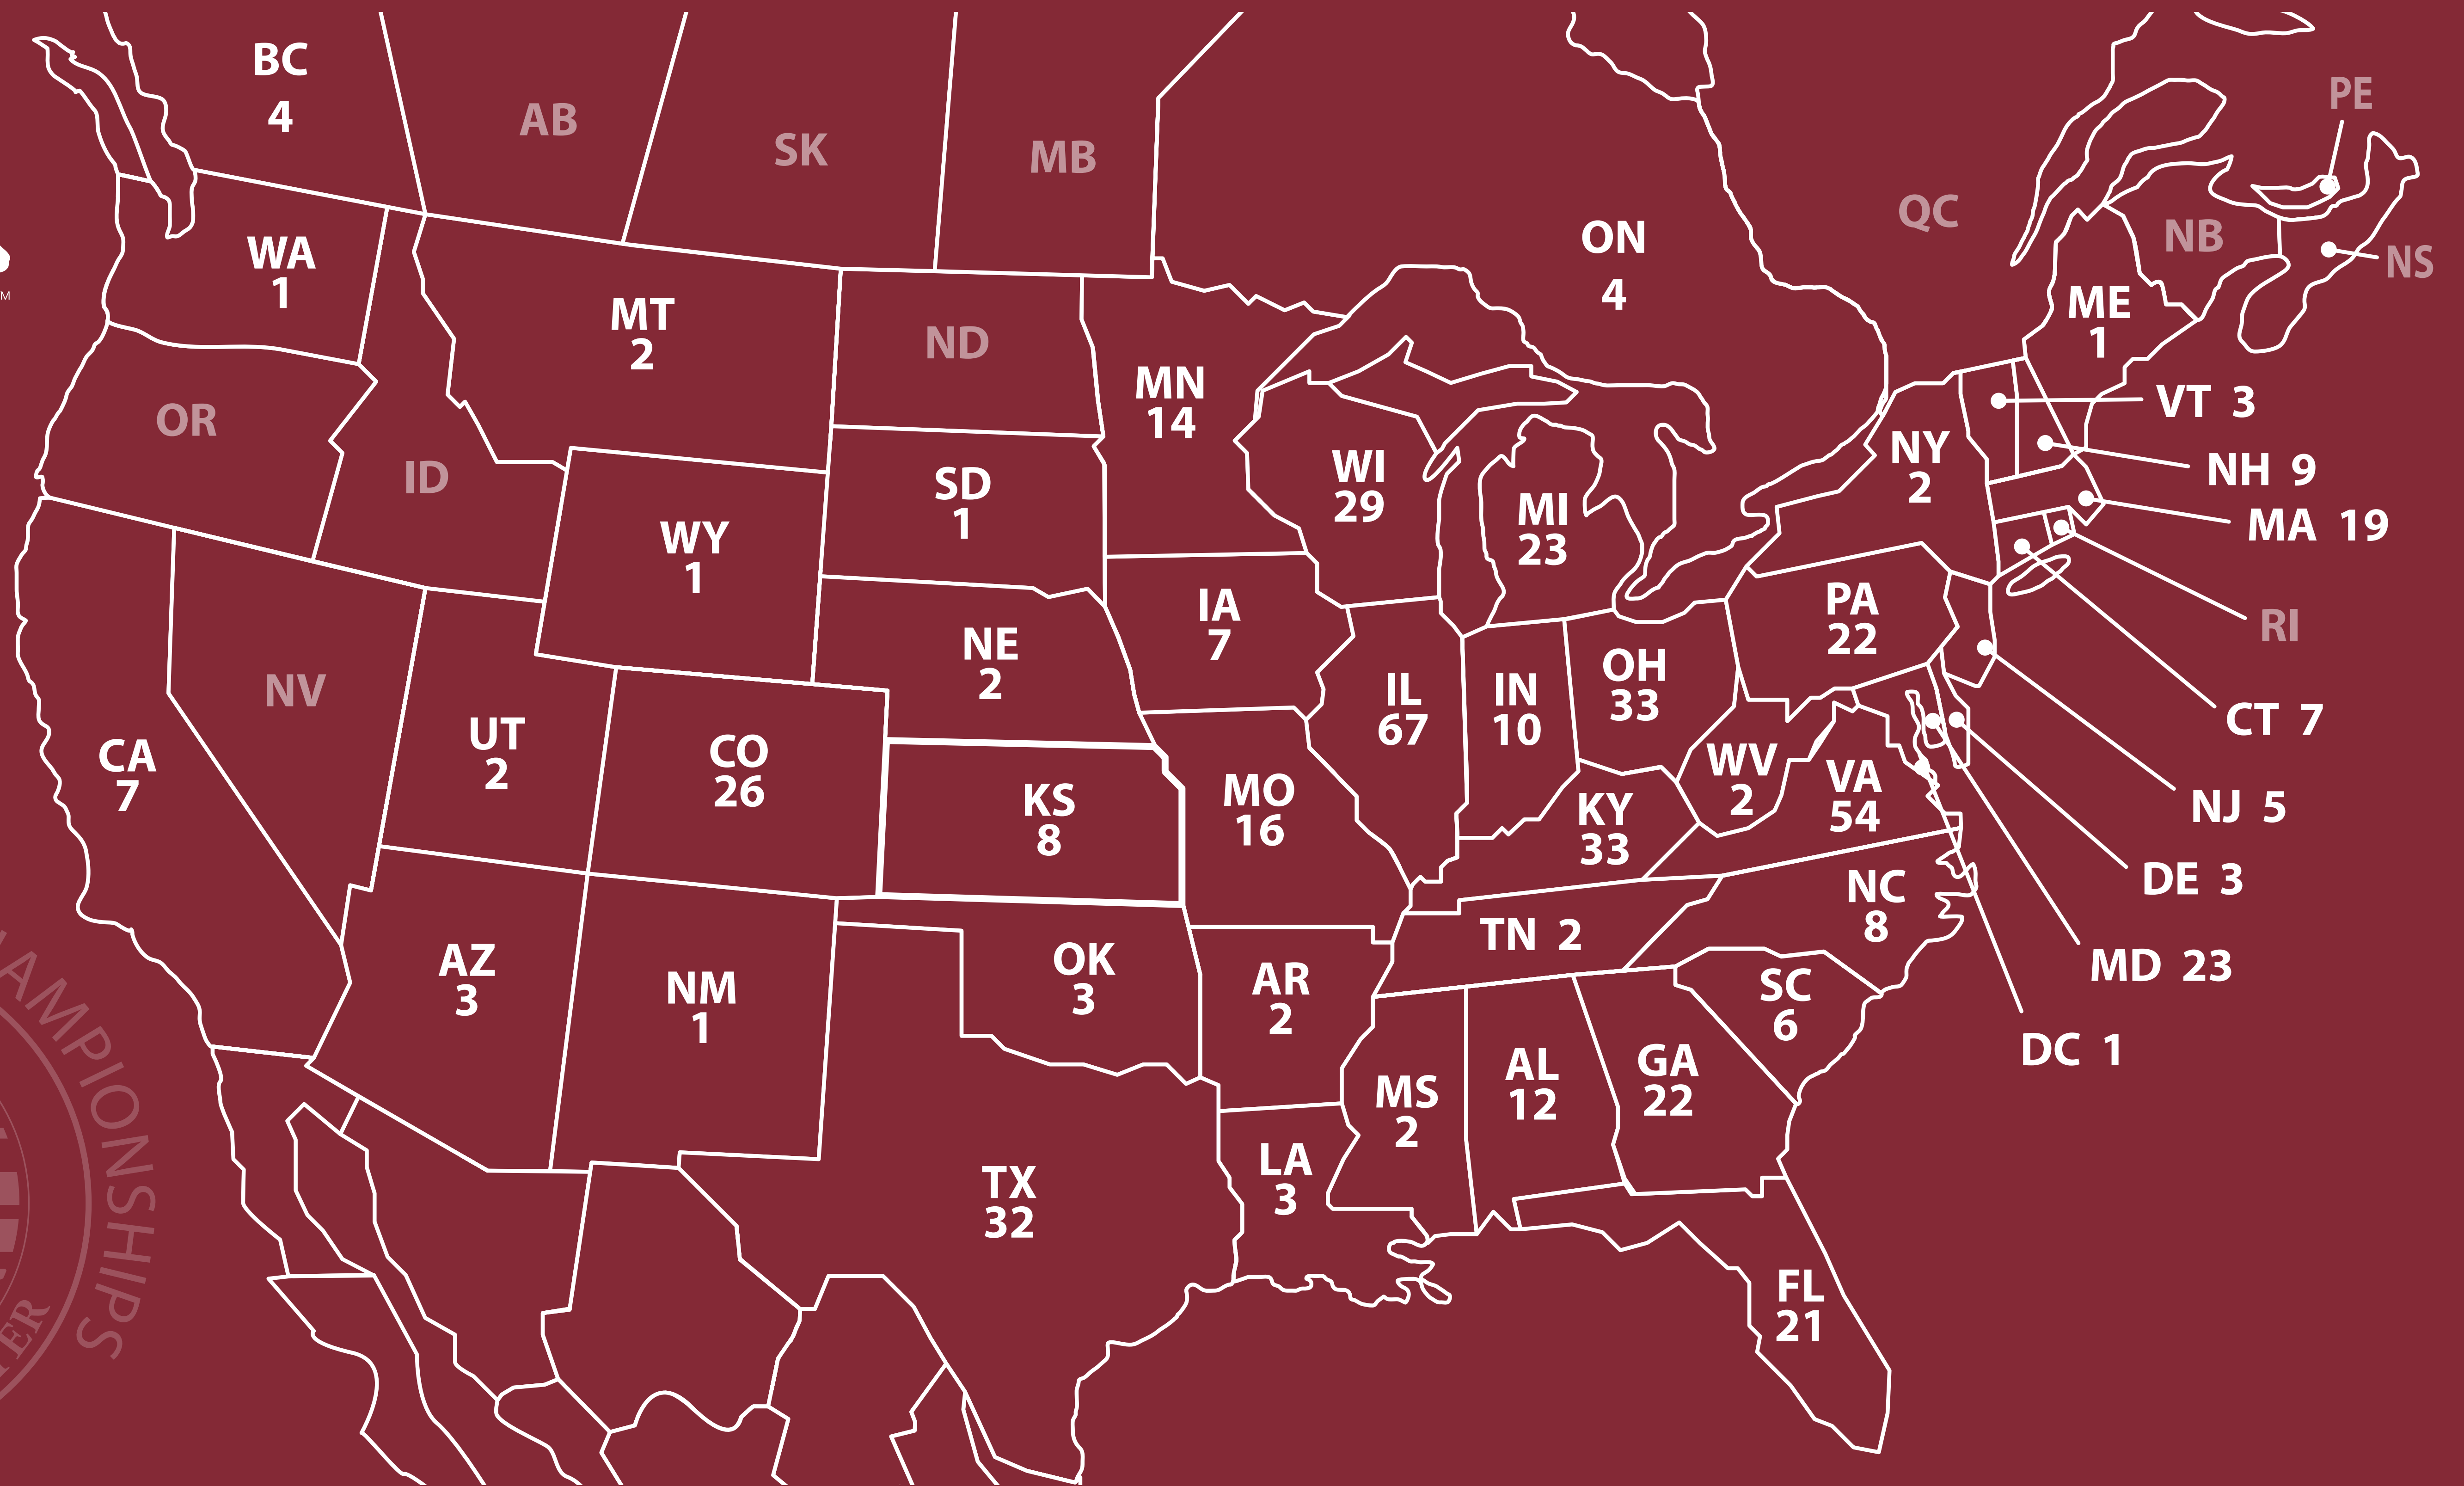 BC
4
AB
SK
MB
ON
4
QC
PE
NB
NS
WA
1
MT
2
ND
MN
14
ME
1
OR
ID
SD
1
WI
29
MI
23
NY
2
VT 3
NH 9
MA 19
WY
1
IA
7
PA
22
RI
NE
2
NV
UT
2
CO
26
IL
67
IN
10
OH
33
CT 7
CA
7
KS
8
MO
16
KY
33
WV
2
VA
54
NJ 5
DE 3
NC
8
TN 2
MD 23
AZ
3
NM
1
OK
3
AR
2
SC
6
DC 1
MS
2
AL
12
GA
22
LA
3
TX
32
FL
21
TM
AMPIONSHIPS
ER